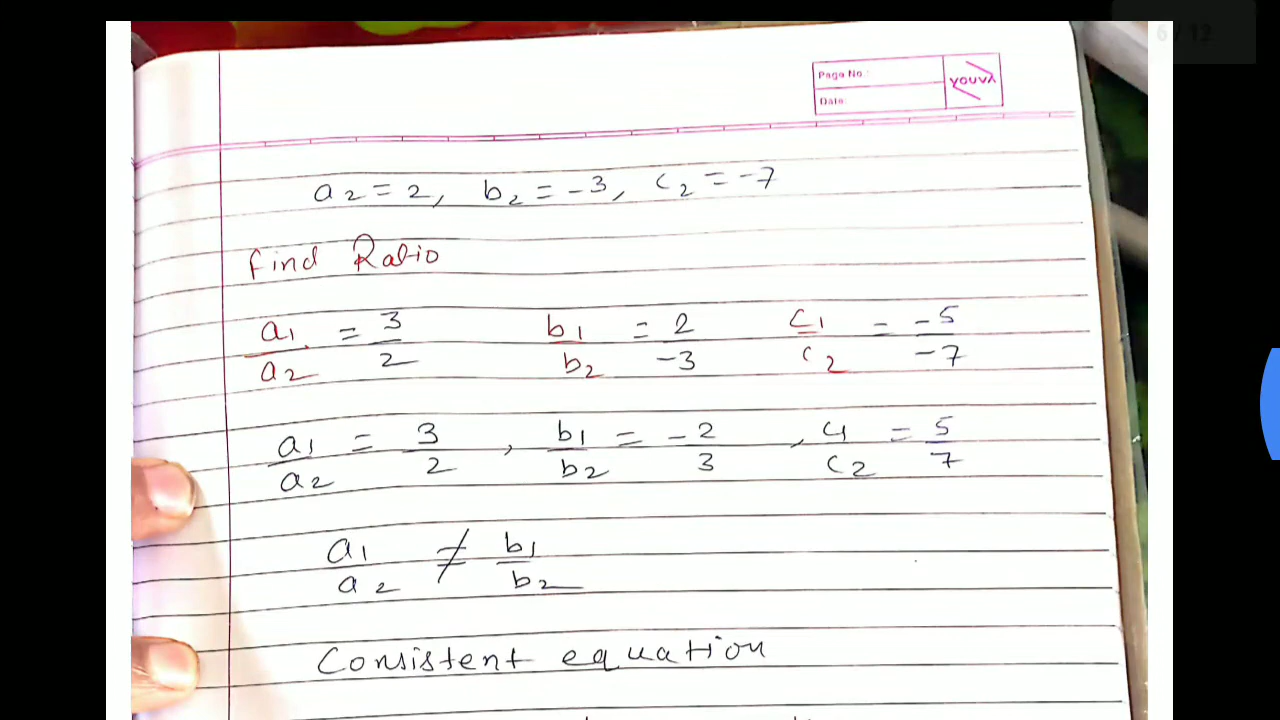 6 / 12
Page No.:
Date:
YOUVA
a2 = 2, b2 = -3, c2 = -7
Find Ratio
a1/a2 = 3/2 b1/b2 = 2/-3 c1/c2 = -5/-7
a1/a2 = 3/2 , b1/b2 = -2/3 , c1/c2 = 5/7
a1/a2 ≠ b1/b2
Consistent equation